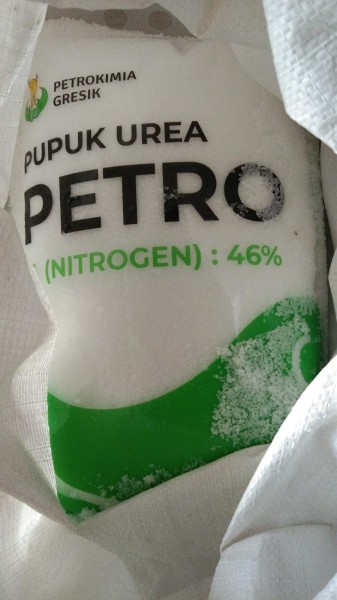 PETROKIMIA
GRESIK
PUPUK UREA
PETRO
(NITROGEN) : 46%